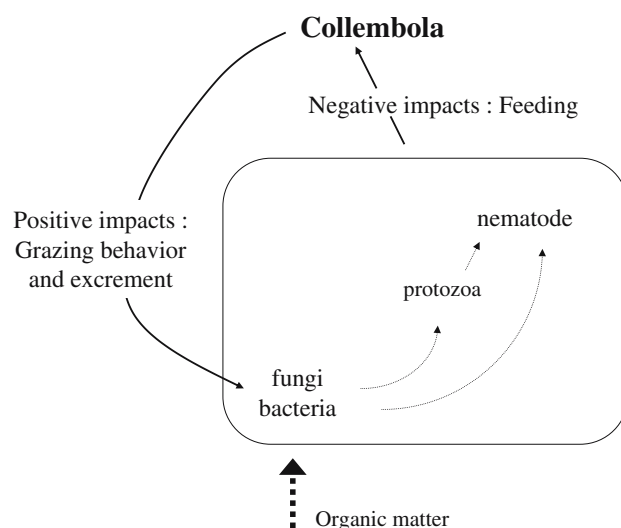 Collembola
Negative impacts : Feeding
Positive impacts :
Grazing behavior
and excrement
nematode
protozoa
fungi
bacteria
Organic matter